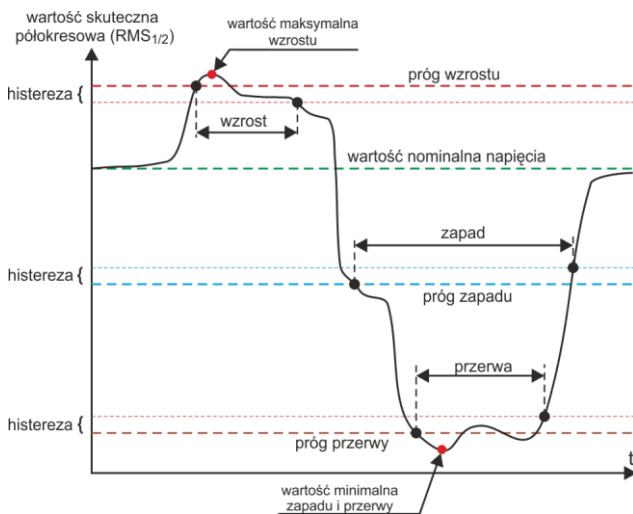 wartość skuteczna
półokresowa (RMS1/2)
wartość maksymalna
wzrostu
próg wzrostu
histereza {
wzrost
wartość nominalna napięcia
zapad
histereza {
próg zapadu
przerwa
histereza {
próg przerwy
t
wartość minimalna
zapadu i przerwy